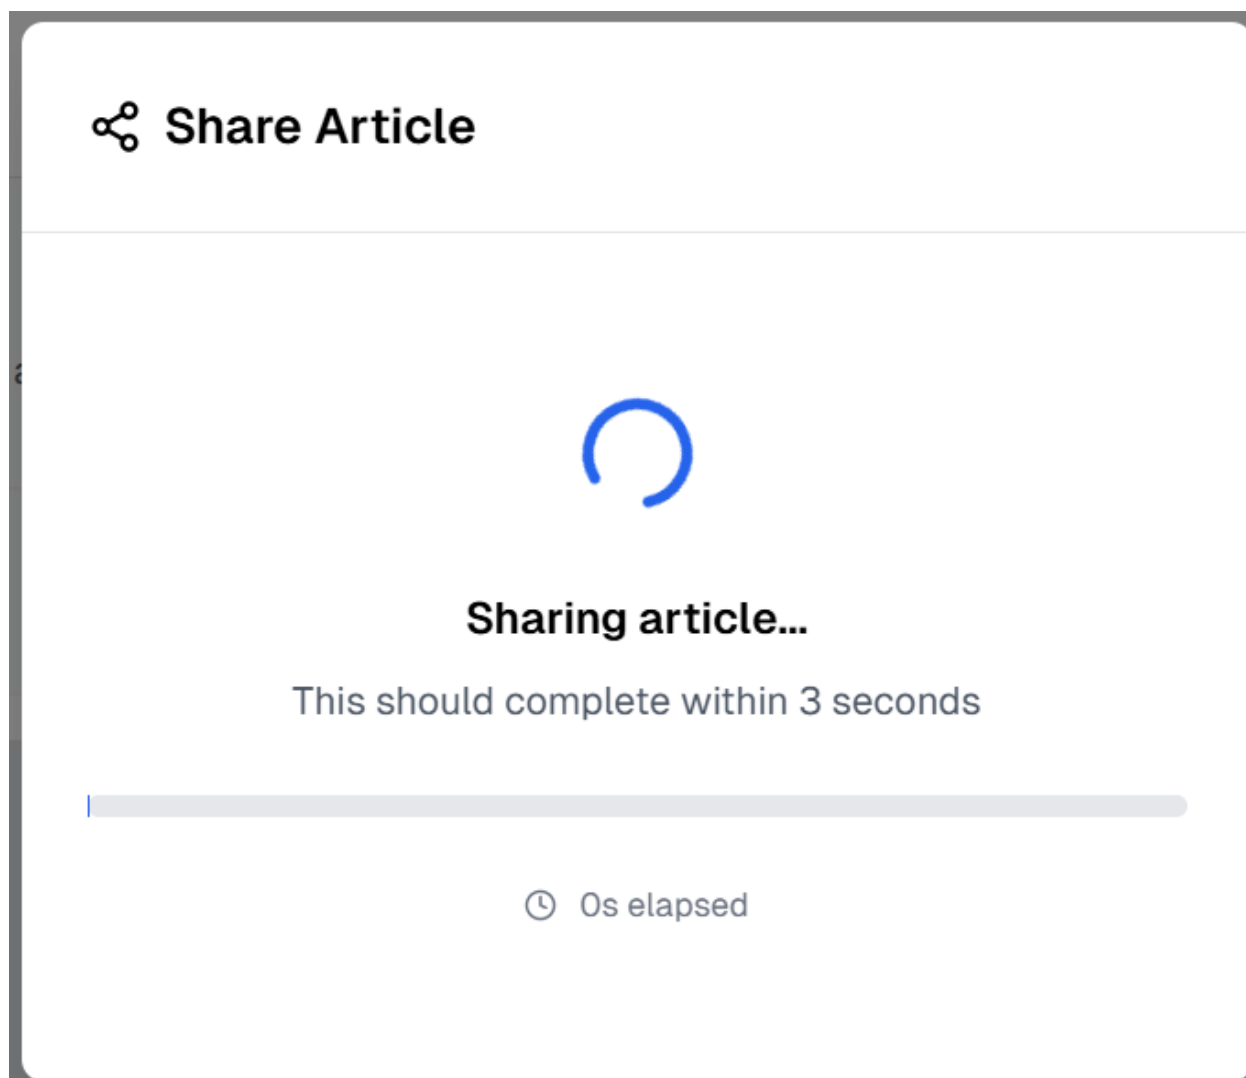 Share Article
Sharing article...
This should complete within 3 seconds
0s elapsed